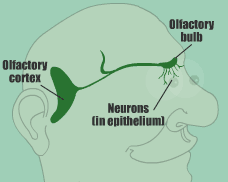 Olfactory
bulb
Olfactory
cortex
Neurons
(in epithelium)